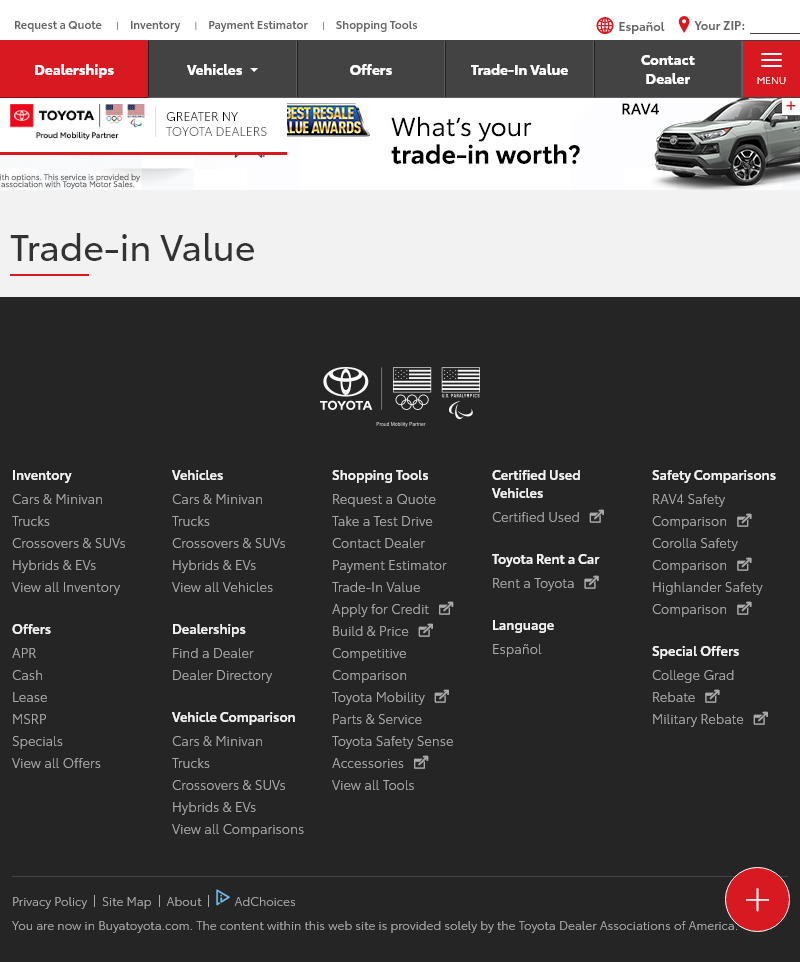 Request a Quote | Inventory | Payment Estimator | Shopping Tools
Español Your ZIP:
Dealerships
Vehicles
Offers
Trade-In Value
Contact
Dealer
MENU
TOYOTA
Proud Mobility Partner
GREATER NY
TOYOTA DEALERS
BEST RESALE
VALUE AWARDS
What's your
trade-in worth?
RAV4
+
ith options. This service is provided by
association with Toyota Motor Sales.
Trade-in Value
TOYOTA
U.S. PARALYMPICS
Proud Mobility Partner
Inventory
Cars & Minivan
Trucks
Crossovers & SUVs
Hybrids & EVs
View all Inventory
Offers
APR
Cash
Lease
MSRP
Specials
View all Offers
Vehicles
Cars & Minivan
Trucks
Crossovers & SUVs
Hybrids & EVs
View all Vehicles
Dealerships
Find a Dealer
Dealer Directory
Vehicle Comparison
Cars & Minivan
Trucks
Crossovers & SUVs
Hybrids & EVs
View all Comparisons
Shopping Tools
Request a Quote
Take a Test Drive
Contact Dealer
Payment Estimator
Trade-In Value
Apply for Credit
Build & Price
Competitive
Comparison
Toyota Mobility
Parts & Service
Toyota Safety Sense
Accessories
View all Tools
Certified Used
Vehicles
Certified Used
Toyota Rent a Car
Rent a Toyota
Language
Español
Safety Comparisons
RAV4 Safety
Comparison
Corolla Safety
Comparison
Highlander Safety
Comparison
Special Offers
College Grad
Rebate
Military Rebate
Privacy Policy | Site Map | About | AdChoices
You are now in Buyatoyota.com. The content within this web site is provided solely by the Toyota Dealer Associations of America.